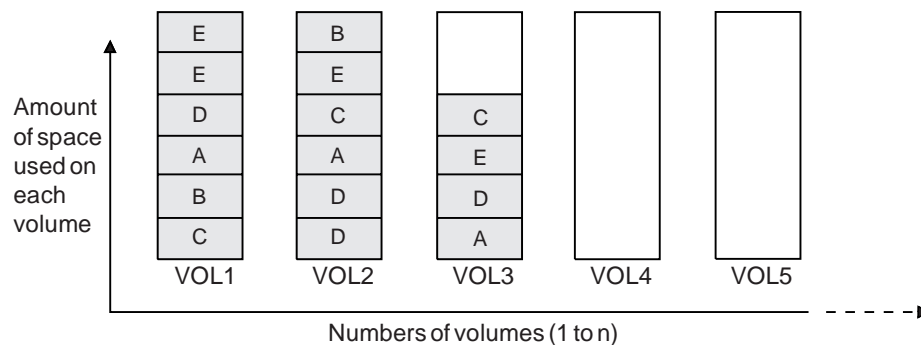 E
E
D
A
B
C
VOL1
B
E
C
A
D
D
VOL2
C
E
D
A
VOL3
VOL4
VOL5
Amount
of space
used on
each
volume
Numbers of volumes (1 to n)